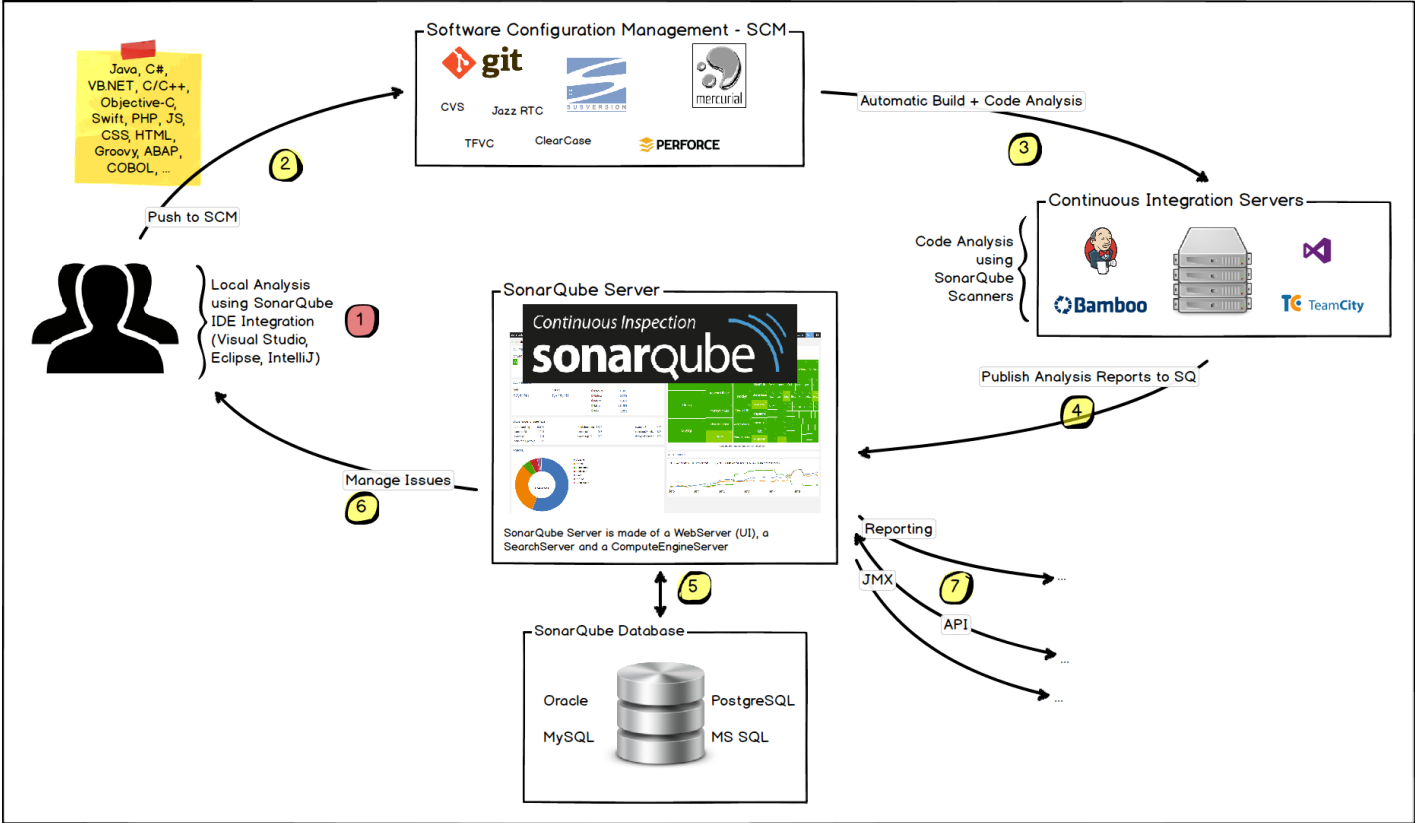 Java, C#,
VB.NET, C/C++,
Objective-C,
Swift, PHP, JS,
CSS, HTML,
Groovy, ABAP,
COBOL, ...
2
Push to SCM
Software Configuration Management - SCM
git
SUBVERSION
mercurial
CVS
Jazz RTC
TFVC
ClearCase
PERFORCE
Automatic Build + Code Analysis
3
Continuous Integration Servers
Bamboo
TC TeamCity
Code Analysis
using
SonarQube
Scanners
Local Analysis
using SonarQube
IDE Integration
(Visual Studio,
Eclipse, IntelliJ)
1
SonarQube Server
Continuous Inspection
sonarqube
SonarQube Server is made of a WebServer (UI), a
SearchServer and a ComputeEngineServer
Publish Analysis Reports to SQ
4
Manage Issues
6
5
SonarQube Database
Oracle
PostgreSQL
MySQL
MS SQL
Reporting
...
JMX
7
API
...
...